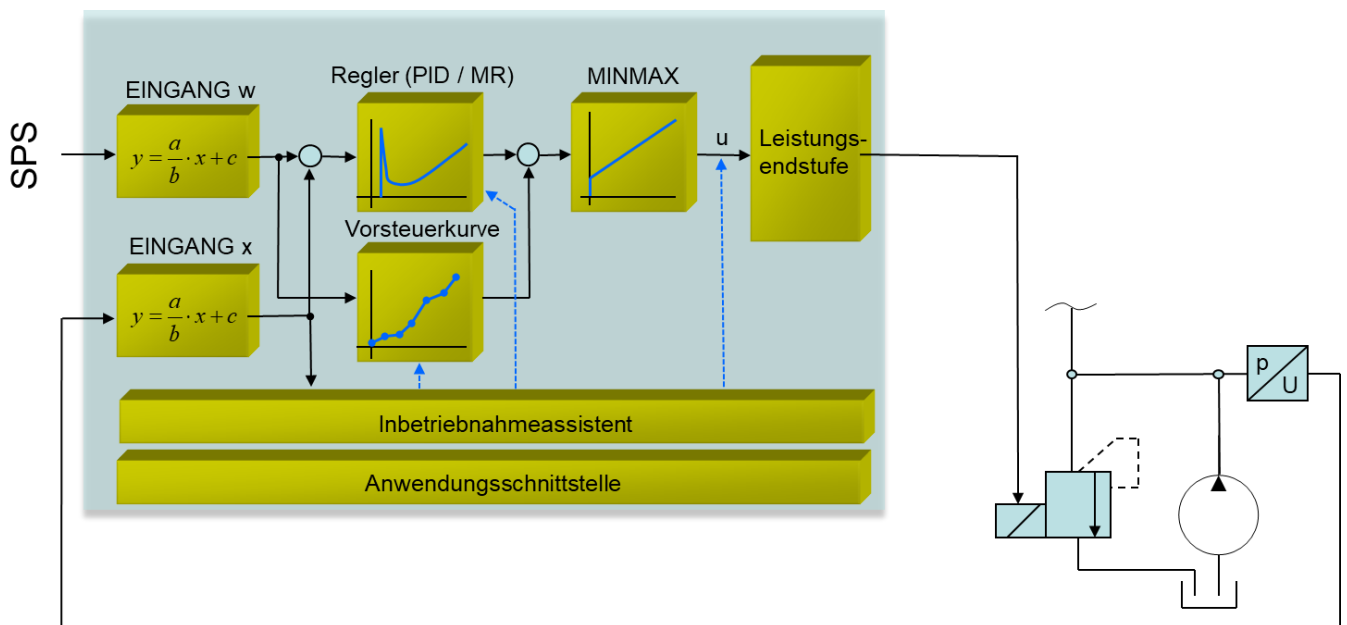 SPS
EINGANG w
y = a/b · x + c
EINGANG x
y = a/b · x + c
Regler (PID / MR)
Vorsteuerkurve
MINMAX
u
Leistungs-
endstufe
Inbetriebnahmeassistent
Anwendungsschnittstelle
p
U